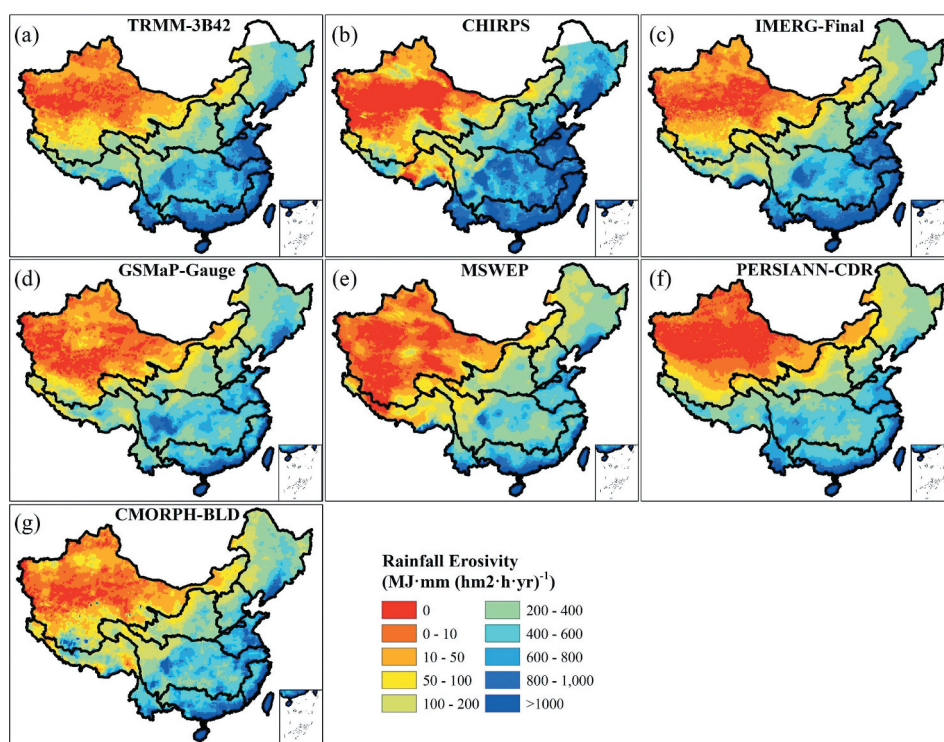 (a) TRMM-3B42
(b) CHIRPS
(c) IMERG-Final
(d) GSMaP-Gauge
(e) MSWEP
(f) PERSIANN-CDR
(g) CMORPH-BLD
Rainfall Erosivity
(MJ·mm (hm2·h·yr)⁻¹
0
0 - 10
10 - 50
50 - 100
100 - 200
200 - 400
400 - 600
600 - 800
800 - 1,000
>1000